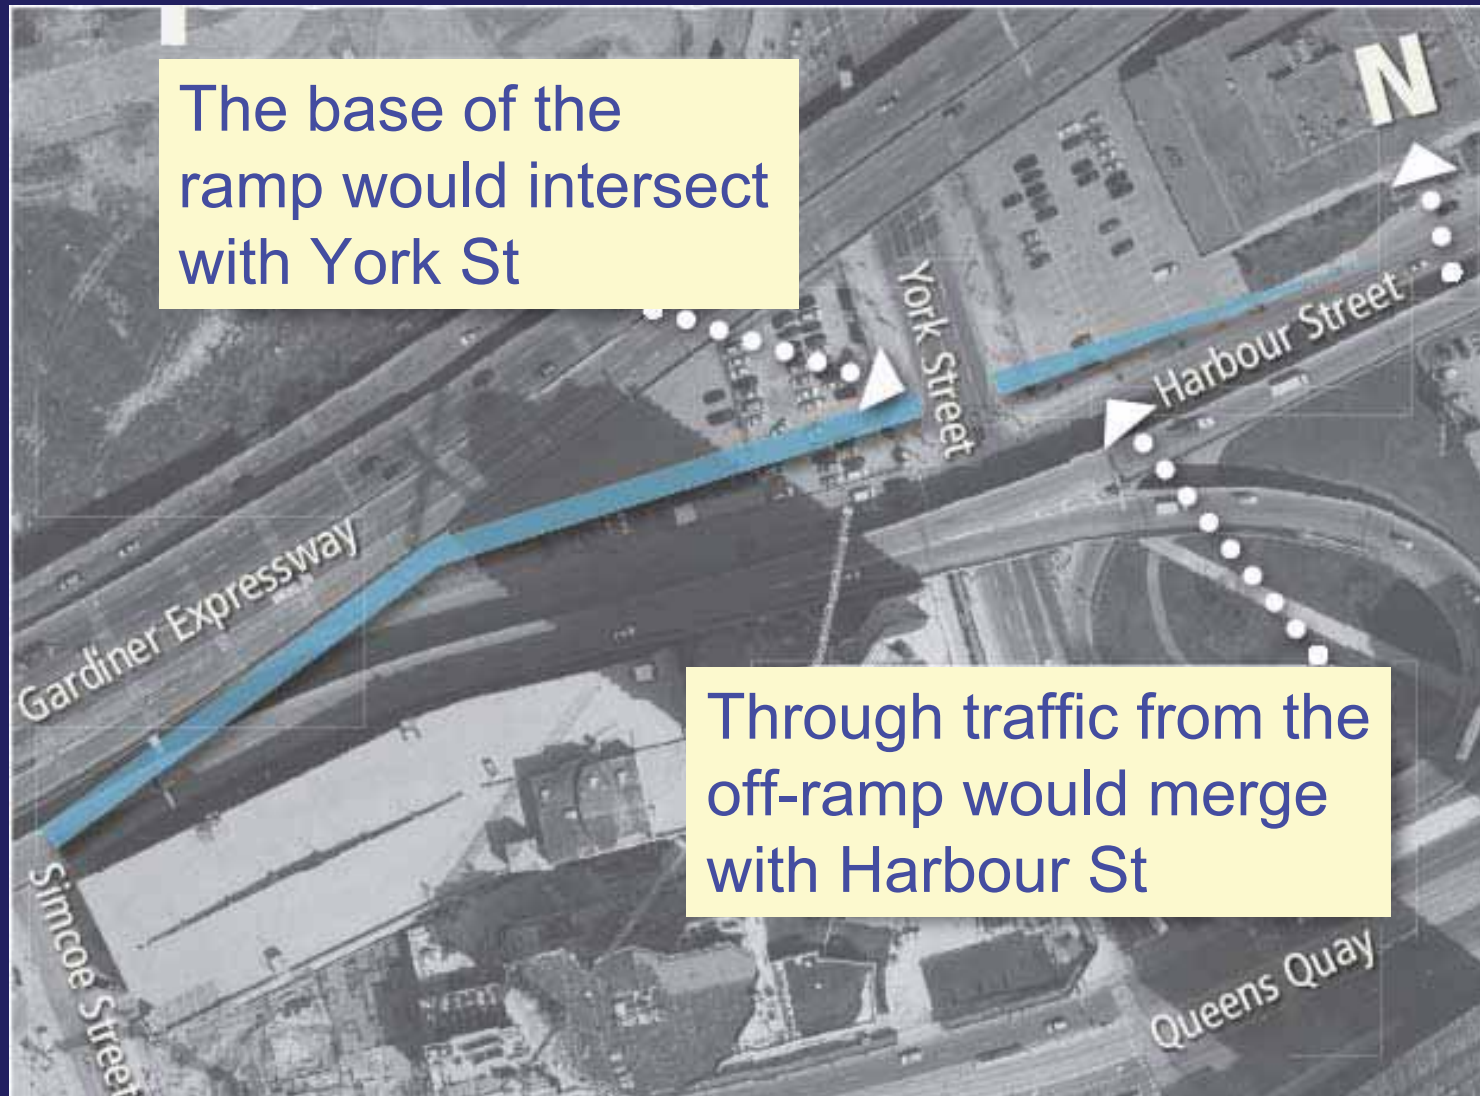 N
The base of the
ramp would intersect
with York St
York Street
Harbour Street
Gardiner Expressway
Through traffic from the
off-ramp would merge
with Harbour St
Simcoe Street
Queens Quay